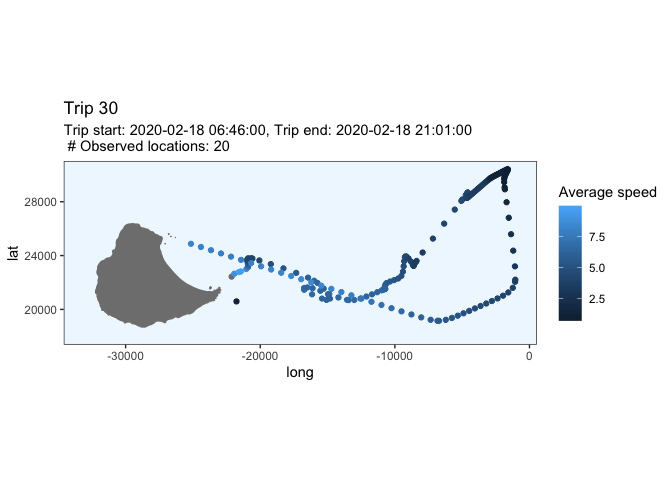 Trip 30
Trip start: 2020-02-18 06:46:00, Trip end: 2020-02-18 21:01:00
# Observed locations: 20
28000
24000
20000
lat
-30000
-20000
-10000
0
long
Average speed
7.5
5.0
2.5